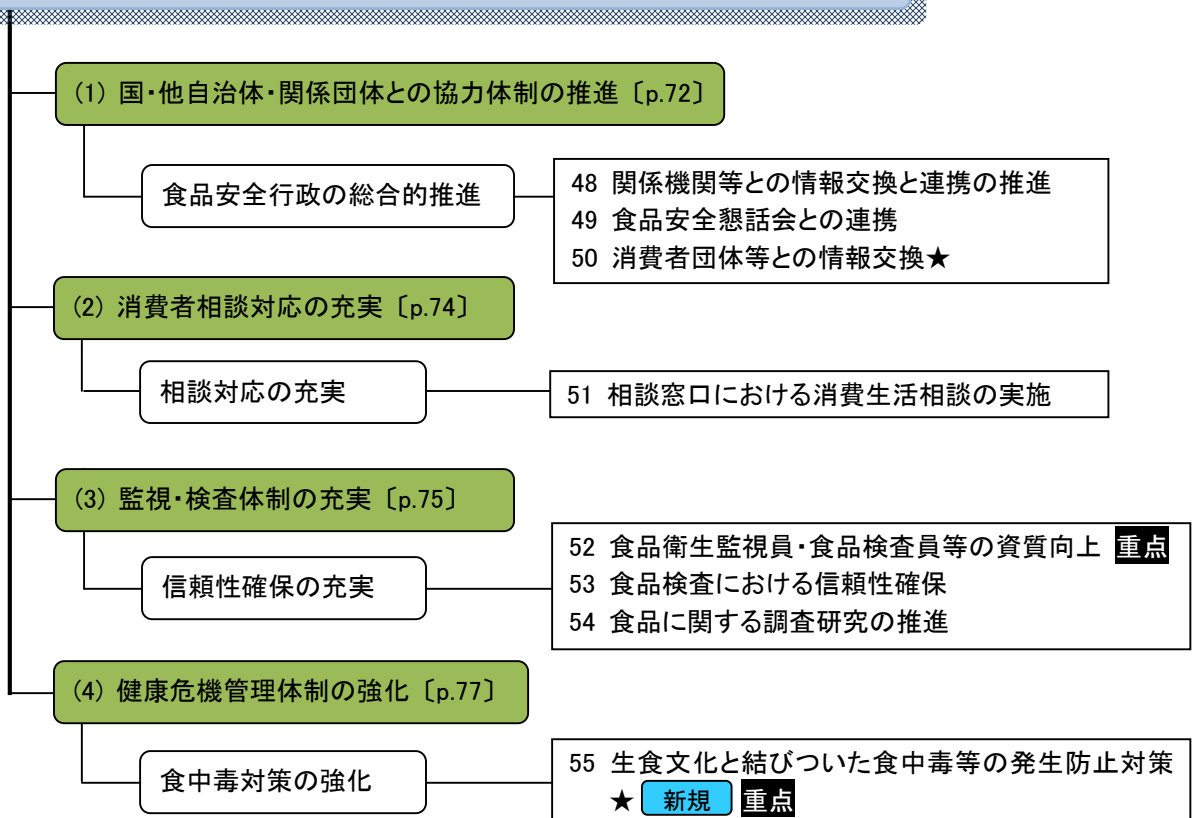 (1) 国・他自治体・関係団体との協力体制の推進〔p.72〕
食品安全行政の総合的推進
48 関係機関等との情報交換と連携の推進
49 食品安全懇話会との連携
50 消費者団体等との情報交換★
(2) 消費者相談対応の充実〔p.74〕
相談対応の充実
51 相談窓口における消費生活相談の実施
(3) 監視・検査体制の充実〔p.75〕
信頼性確保の充実
52 食品衛生監視員・食品検査員等の資質向上 重点
53 食品検査における信頼性確保
54 食品に関する調査研究の推進
(4) 健康危機管理体制の強化〔p.77〕
食中毒対策の強化
55 生食文化と結びついた食中毒等の発生防止対策
★ 新規 重点